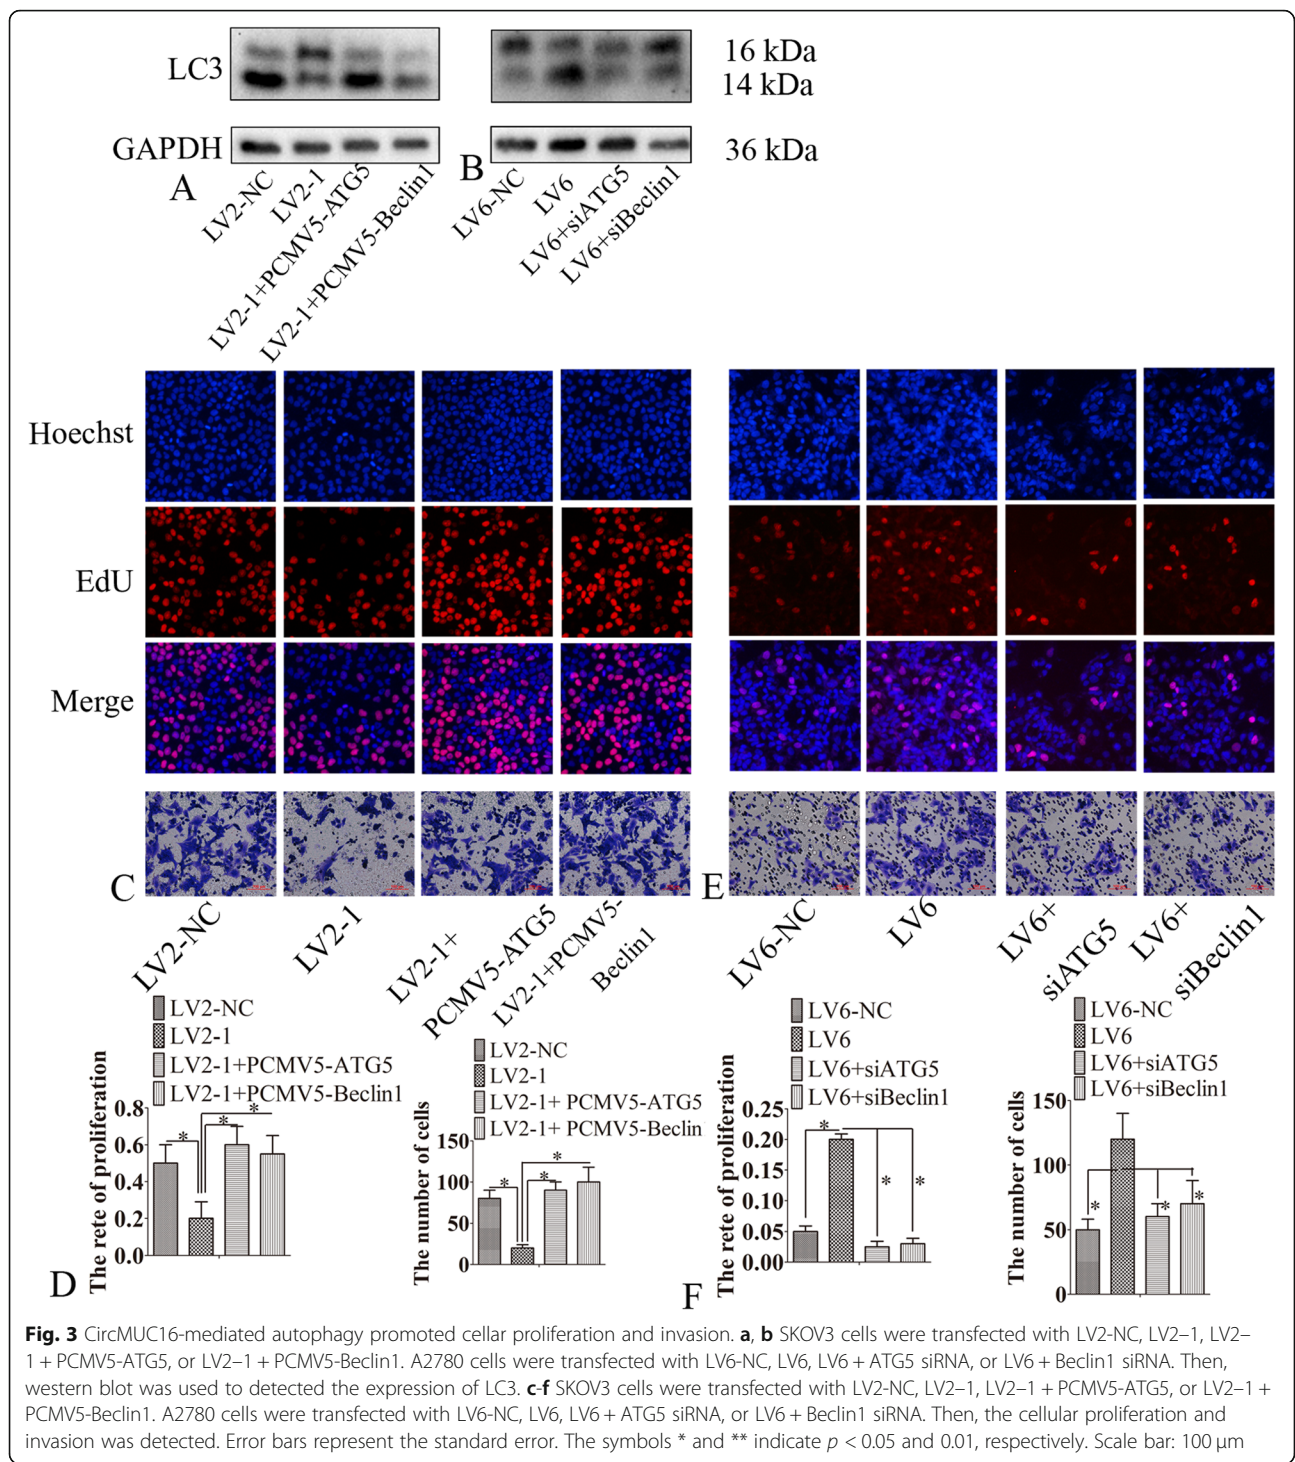 LC3
16 kDa
14 kDa
GAPDH
36 kDa
A
B
LV2-NC
LV2-1
LV2-1+PCMV5-ATG5
LV2-1+PCMV5-Beclin1
LV6-NC
LV6
LV6+siATG5
LV6+siBeclin1
Hoechst
EdU
Merge
C
E
LV2-NC
LV2-1
LV2-1+
PCMV5-ATG5
LV2-1+PCMV5-
Beclin1
LV6-NC
LV6
LV6+
siATG5
LV6+
siBeclin1
LV2-NC
LV2-1
LV2-1+PCMV5-ATG5
LV2-1+PCMV5-Beclin1
The rete of proliferation
0.8
0.6
0.4
0.2
0.0
* * *
D
LV2-NC
LV2-1
LV2-1+ PCMV5-ATG5
LV2-1+ PCMV5-Beclin
The number of cells
150
100
50
0
* * *
LV6-NC
LV6
LV6+siATG5
LV6+siBeclin1
The rete of proliferation
0.25
0.20
0.15
0.10
0.05
0.00
* * *
F
LV6-NC
LV6
LV6+siATG5
LV6+siBeclin1
The number of cells
150
100
50
0
* * *
Fig. 3 CircMUC16-mediated autophagy promoted cellar proliferation and invasion. a, b SKOV3 cells were transfected with LV2-NC, LV2–1, LV2–
1 + PCMV5-ATG5, or LV2–1 + PCMV5-Beclin1. A2780 cells were transfected with LV6-NC, LV6, LV6 + ATG5 siRNA, or LV6 + Beclin1 siRNA. Then,
western blot was used to detected the expression of LC3. c-f SKOV3 cells were transfected with LV2-NC, LV2–1, LV2–1 + PCMV5-ATG5, or LV2–1 +
PCMV5-Beclin1. A2780 cells were transfected with LV6-NC, LV6, LV6 + ATG5 siRNA, or LV6 + Beclin1 siRNA. Then, the cellular proliferation and
invasion was detected. Error bars represent the standard error. The symbols * and ** indicate p < 0.05 and 0.01, respectively. Scale bar: 100 μm